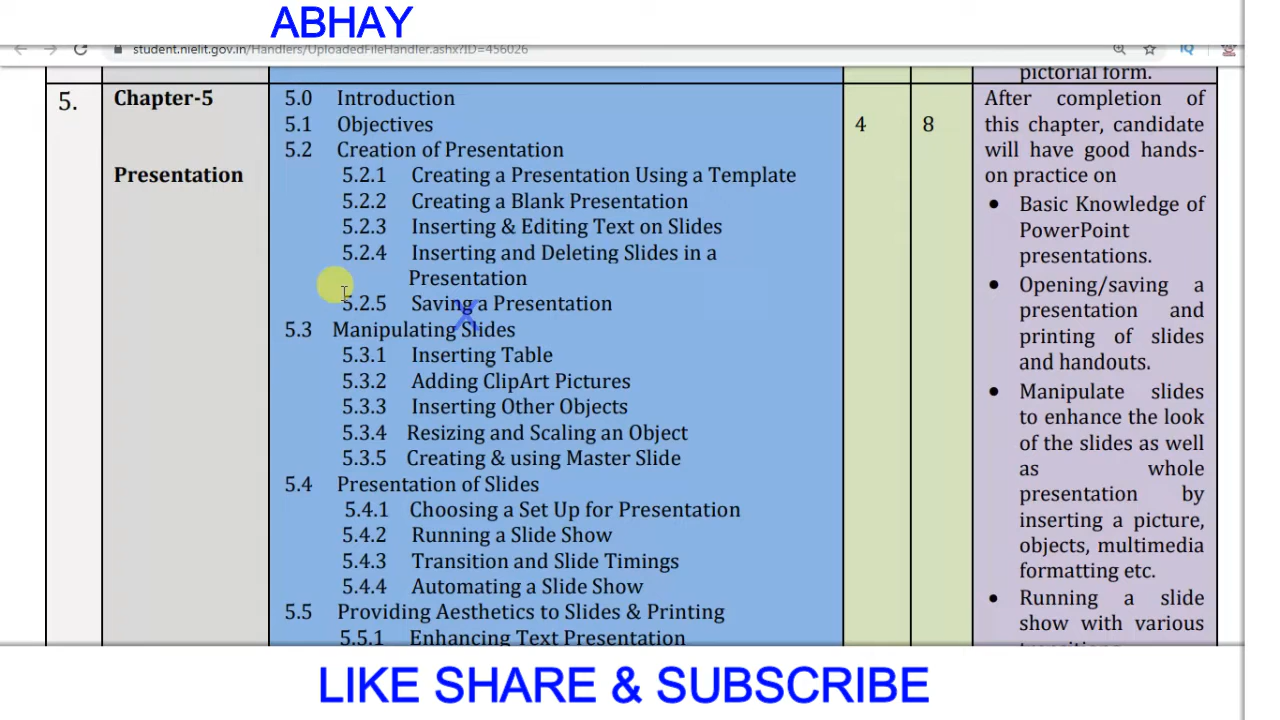 ABHAY
student.nielit.gov.in/Handlers/UploadedFileHandler.ashx?ID=456026
IQ
pictorial form.
5.
Chapter-5
Presentation
5.0 Introduction
5.1 Objectives
5.2 Creation of Presentation
5.2.1 Creating a Presentation Using a Template
5.2.2 Creating a Blank Presentation
5.2.3 Inserting & Editing Text on Slides
5.2.4 Inserting and Deleting Slides in a
Presentation
5.2.5 Saving a Presentation
X
5.3 Manipulating Slides
5.3.1 Inserting Table
5.3.2 Adding ClipArt Pictures
5.3.3 Inserting Other Objects
5.3.4 Resizing and Scaling an Object
5.3.5 Creating & using Master Slide
5.4 Presentation of Slides
5.4.1 Choosing a Set Up for Presentation
5.4.2 Running a Slide Show
5.4.3 Transition and Slide Timings
5.4.4 Automating a Slide Show
5.5 Providing Aesthetics to Slides & Printing
5.5.1 Enhancing Text Presentation
4
8
After completion of
this chapter, candidate
will have good hands-
on practice on
● Basic Knowledge of
PowerPoint
presentations.
● Opening/saving a
presentation and
printing of slides
and handouts.
● Manipulate slides
to enhance the look
of the slides as well
as whole
presentation by
inserting a picture,
objects, multimedia
formatting etc.
● Running a slide
show with various
LIKE SHARE & SUBSCRIBE